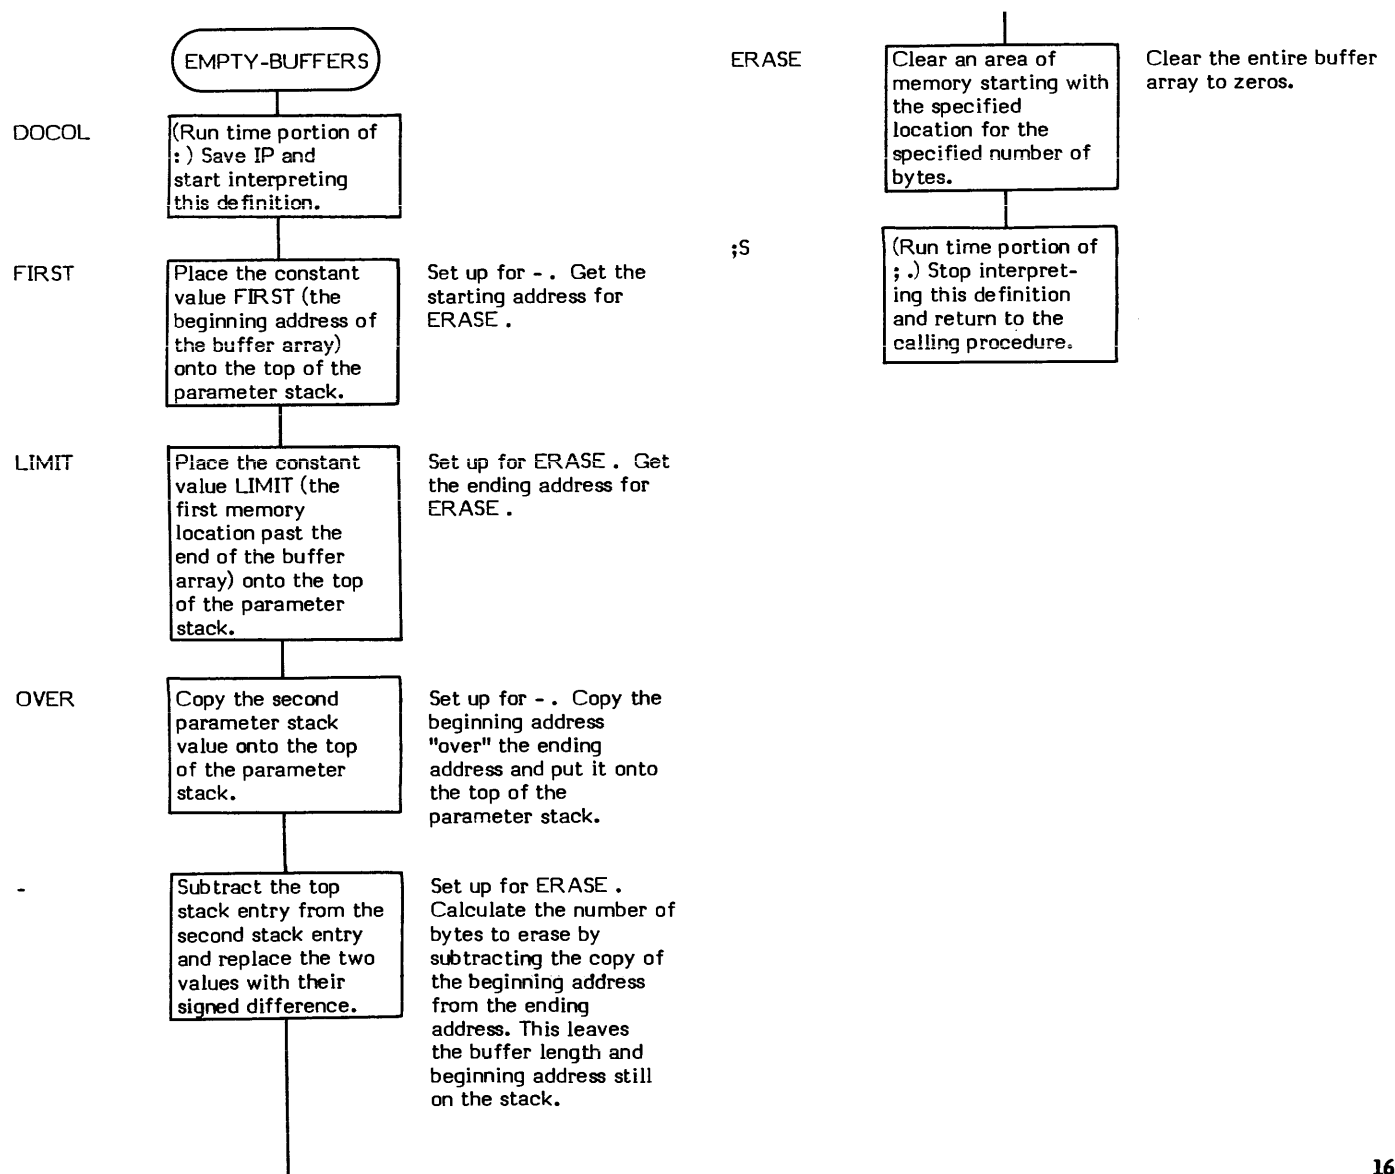 EMPTY-BUFFERS
DOCOL
(Run time portion of
: ) Save IP and
start interpreting
this definition.
FIRST
Place the constant
value FIRST (the
beginning address of
the buffer array)
onto the top of the
parameter stack.
Set up for - . Get the
starting address for
ERASE .
LIMIT
Place the constant
value LIMIT (the
first memory
location past the
end of the buffer
array) onto the top
of the parameter
stack.
Set up for ERASE . Get
the ending address for
ERASE .
OVER
Copy the second
parameter stack
value onto the top
of the parameter
stack.
Set up for - . Copy the
beginning address
"over" the ending
address and put it onto
the top of the
parameter stack.
-
Subtract the top
stack entry from the
second stack entry
and replace the two
values with their
signed difference.
Set up for ERASE .
Calculate the number of
bytes to erase by
subtracting the copy of
the beginning address
from the ending
address. This leaves
the buffer length and
beginning address still
on the stack.
ERASE
Clear an area of
memory starting with
the specified
location for the
specified number of
bytes.
Clear the entire buffer
array to zeros.
;S
(Run time portion of
; .) Stop interpret-
ing this definition
and return to the
calling procedure.
16